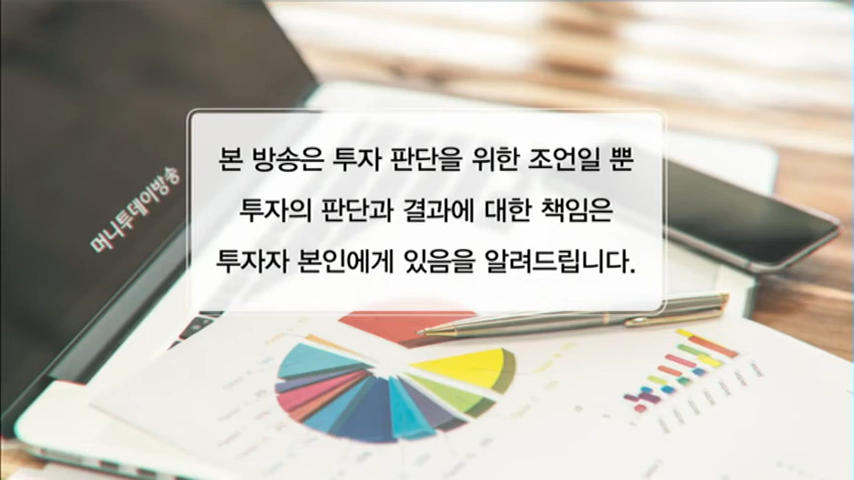 본 방송은 투자 판단을 위한 조언일 뿐
투자의 판단과 결과에 대한 책임은
투자자 본인에게 있음을 알려드립니다.
머니투데이방송